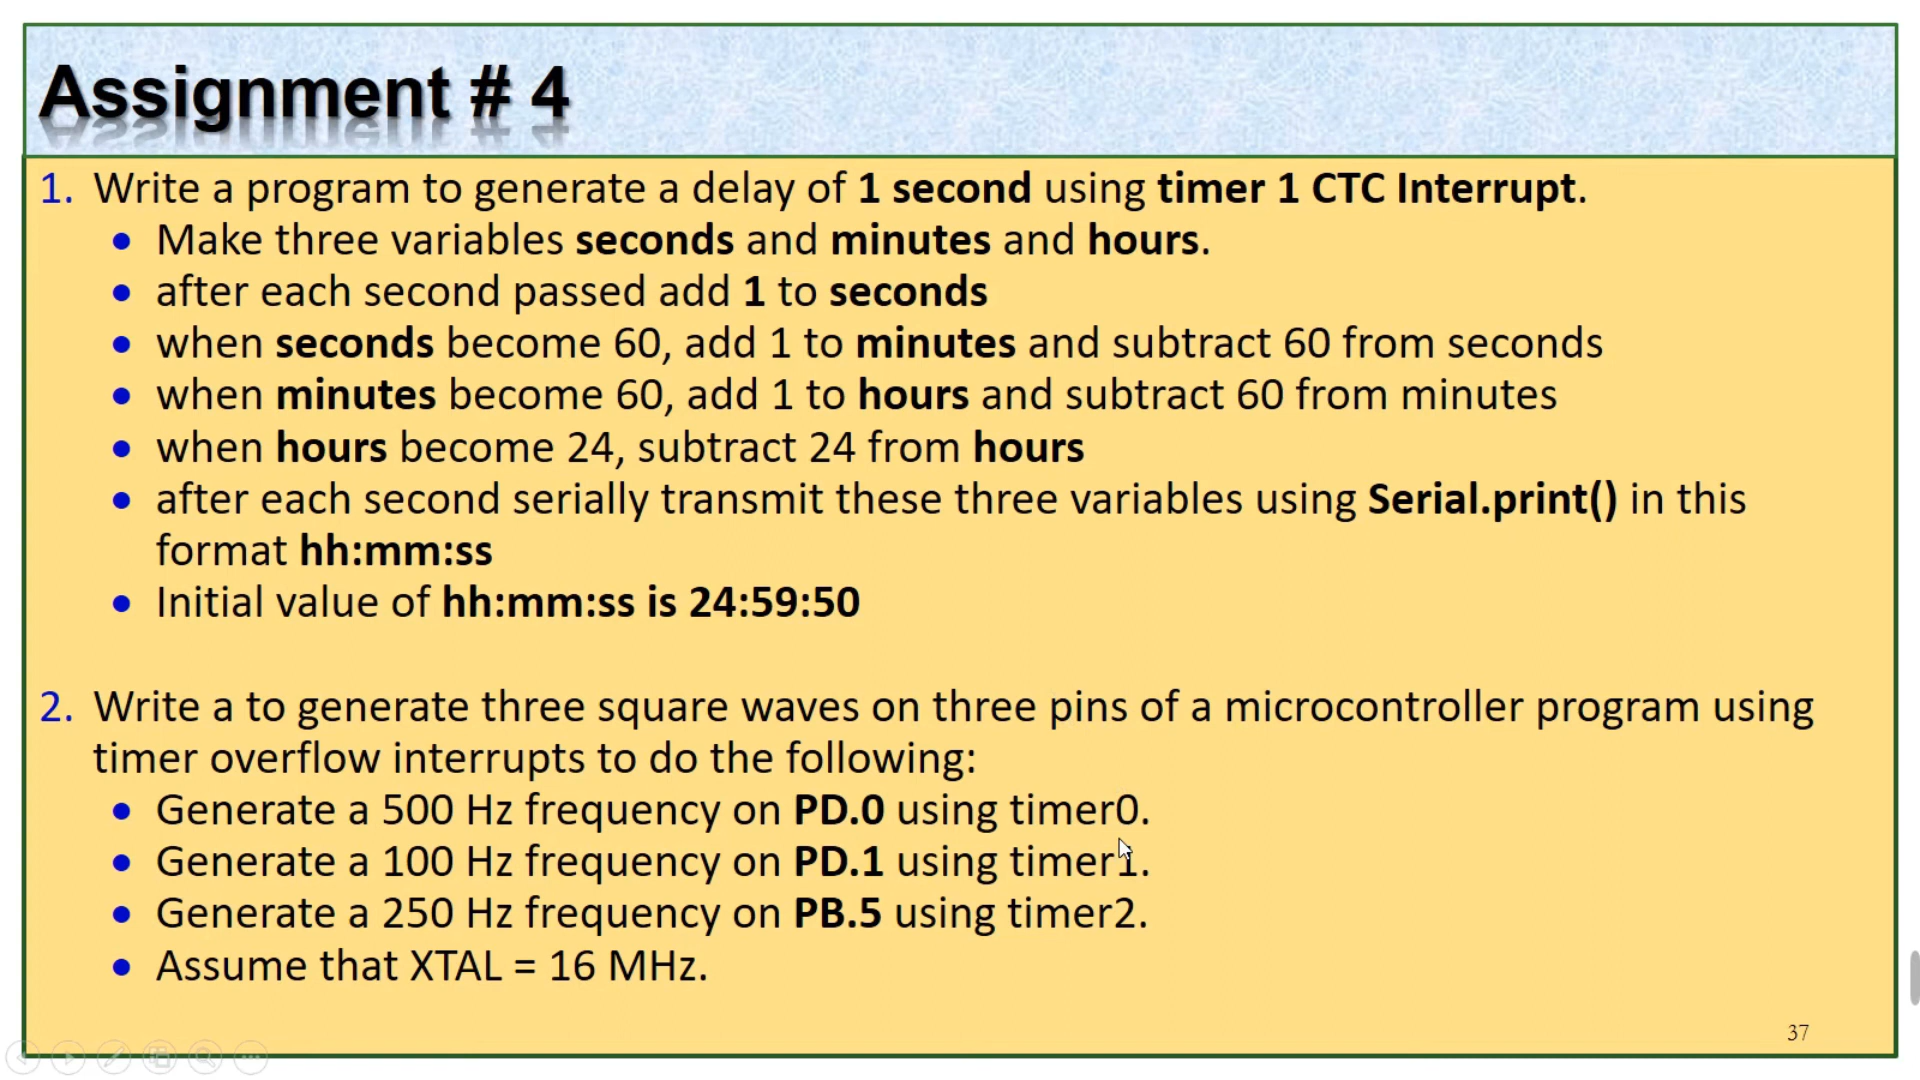 Assignment # 4
1. Write a program to generate a delay of 1 second using timer 1 CTC Interrupt.
• Make three variables seconds and minutes and hours.
• after each second passed add 1 to seconds
• when seconds become 60, add 1 to minutes and subtract 60 from seconds
• when minutes become 60, add 1 to hours and subtract 60 from minutes
• when hours become 24, subtract 24 from hours
• after each second serially transmit these three variables using Serial.print() in this
format hh:mm:ss
• Initial value of hh:mm:ss is 24:59:50
2. Write a to generate three square waves on three pins of a microcontroller program using
timer overflow interrupts to do the following:
• Generate a 500 Hz frequency on PD.0 using timer0.
• Generate a 100 Hz frequency on PD.1 using timer1.
• Generate a 250 Hz frequency on PB.5 using timer2.
• Assume that XTAL = 16 MHz.
37